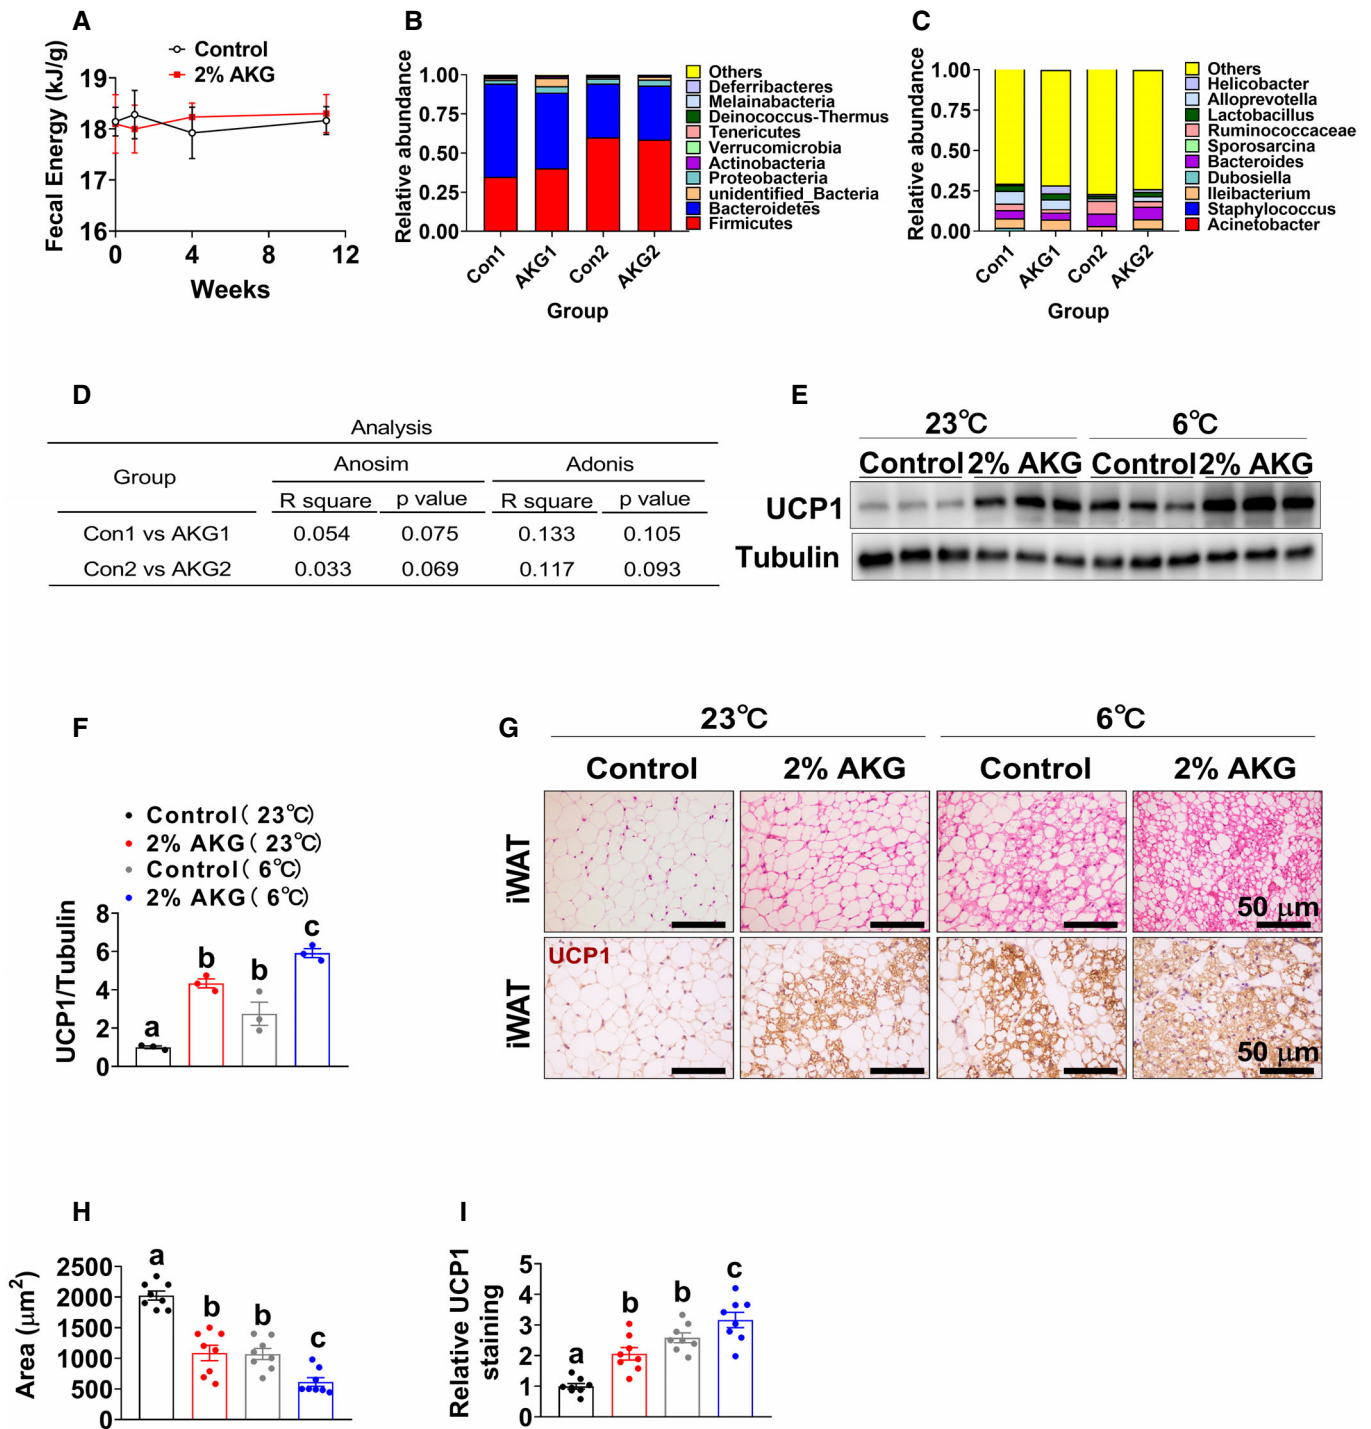 A
Control
2% AKG
Fecal Energy (kJ/g)
19
18
17
16
0
4
8
12
Weeks
B
Relative abundance
1.00
0.75
0.50
0.25
0.00
Con1
AKG1
Con2
AKG2
Group
Others
Deferribacteres
Melainabacteria
Deinococcus-Thermus
Tenericutes
Verrucomicrobia
Actinobacteria
Proteobacteria
unidentified_Bacteria
Bacteroidetes
Firmicutes
C
Relative abundance
1.00
0.75
0.50
0.25
0.00
Con1
AKG1
Con2
AKG2
Group
Others
Helicobacter
Alloprevotella
Lactobacillus
Ruminococcaceae
Sporosarcina
Bacteroides
Dubosiella
Ileibacterium
Staphylococcus
Acinetobacter
D
Analysis
Group Anosim Adonis
R square p value R square p value
Con1 vs AKG1 0.054 0.075 0.133 0.105
Con2 vs AKG2 0.033 0.069 0.117 0.093
E
23℃ 6℃
Control 2% AKG Control 2% AKG
UCP1
Tubulin
F
Control( 23℃)
2% AKG( 23℃)
Control( 6℃)
2% AKG( 6℃)
UCP1/Tubulin
8
6
4
2
0
a
b
b
c
G
23℃ 6℃
Control 2% AKG Control 2% AKG
iWAT
50 μm
UCP1
iWAT
50 μm
H
Area (μm²)
2500
2000
1500
1000
500
0
a
b
b
c
I
Relative UCP1
staining
5
4
3
2
1
0
a
b
b
c